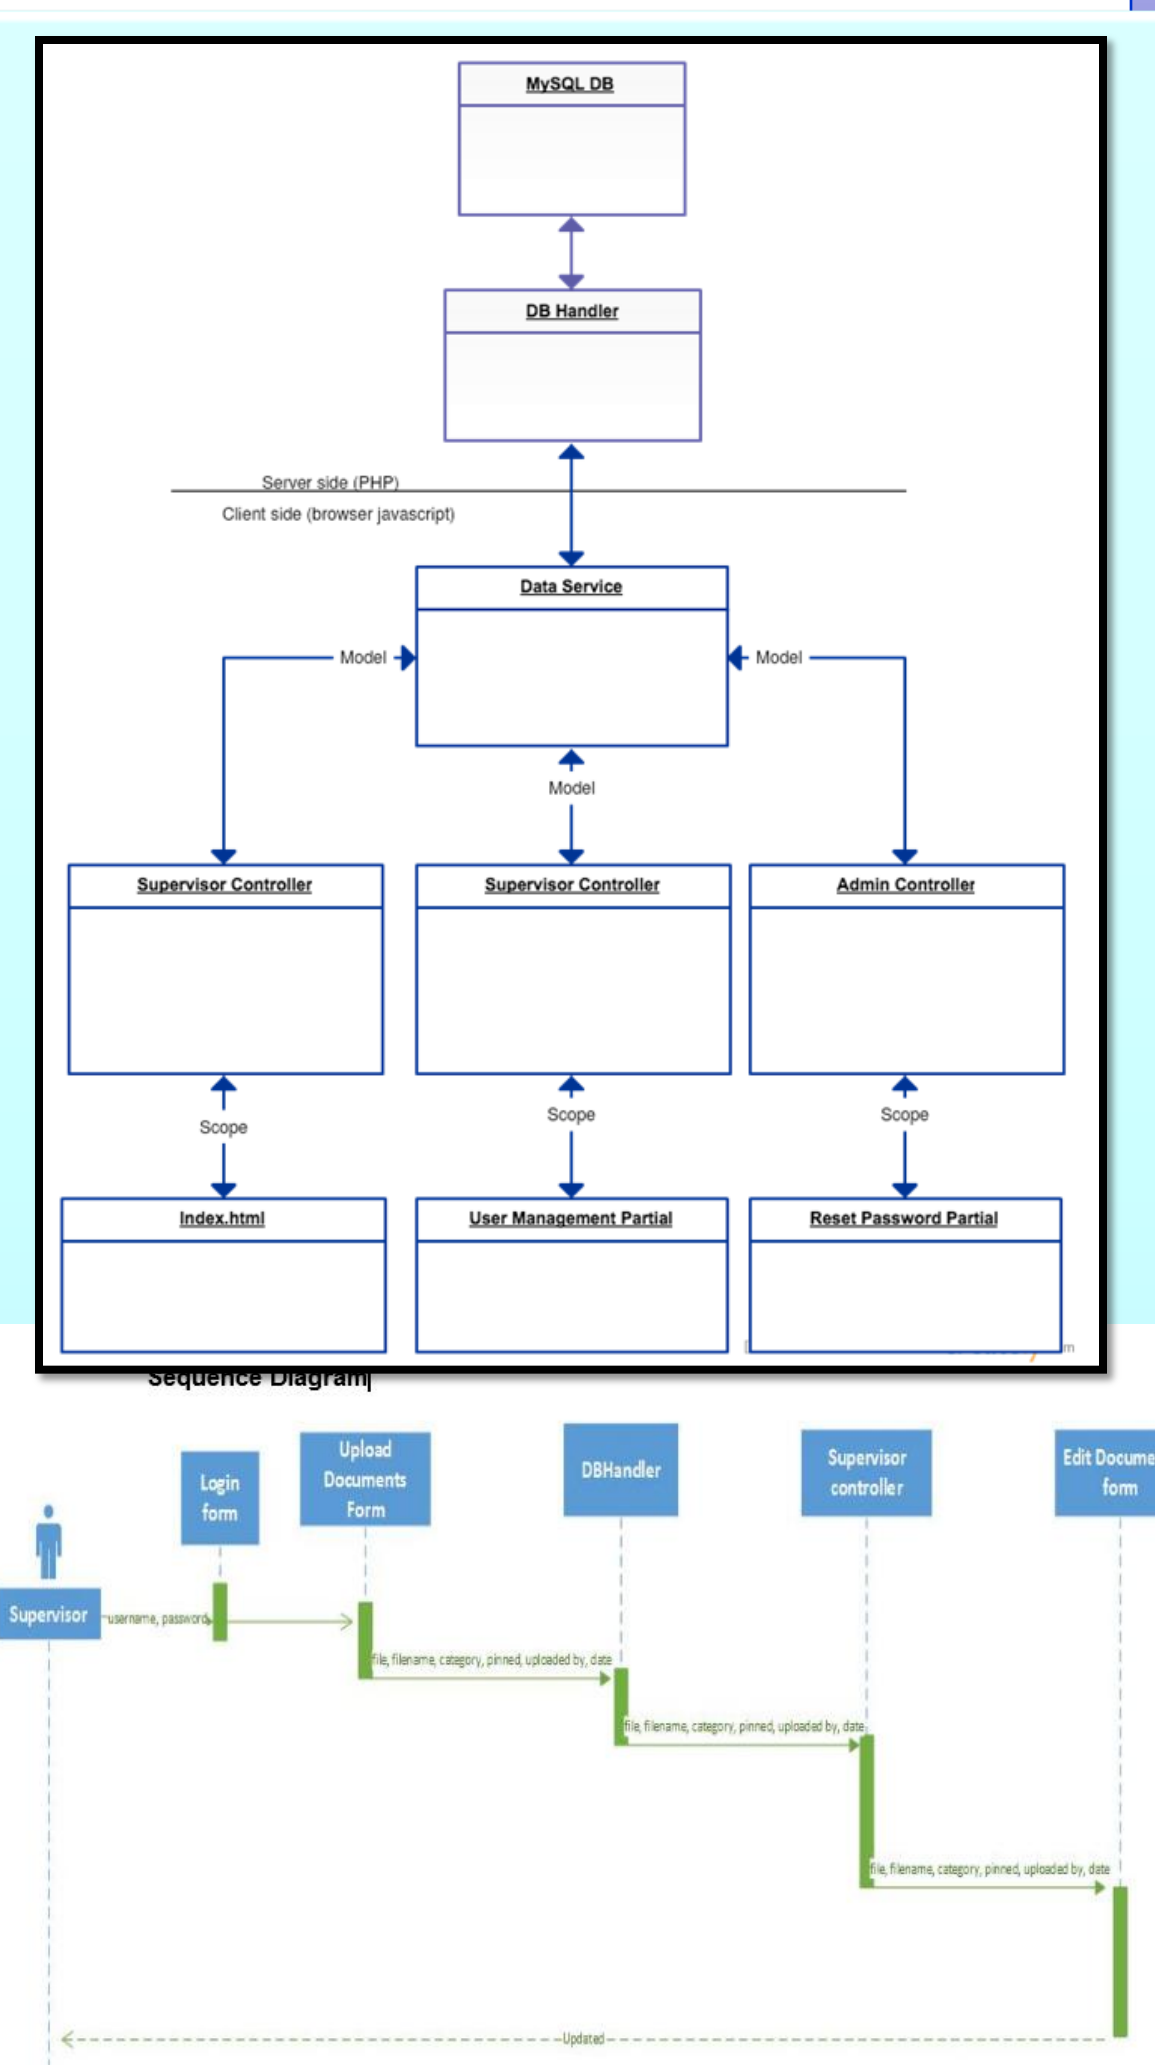 MySQL DB
DB Handler
Server side (PHP)
Client side (browser javascript)
Data Service
Model
Model
Model
Supervisor Controller
Supervisor Controller
Admin Controller
Scope
Scope
Scope
Index.html
User Management Partial
Reset Password Partial
Sequence Diagram
Login
form
Upload
Documents
Form
DBHandler
Supervisor
controller
Edit Docume
form
Supervisor
username, password
file, filename, category, pinned, uploaded by, date
file, filename, category, pinned, uploaded by, date
file, filename, category, pinned, uploaded by, date
Updated